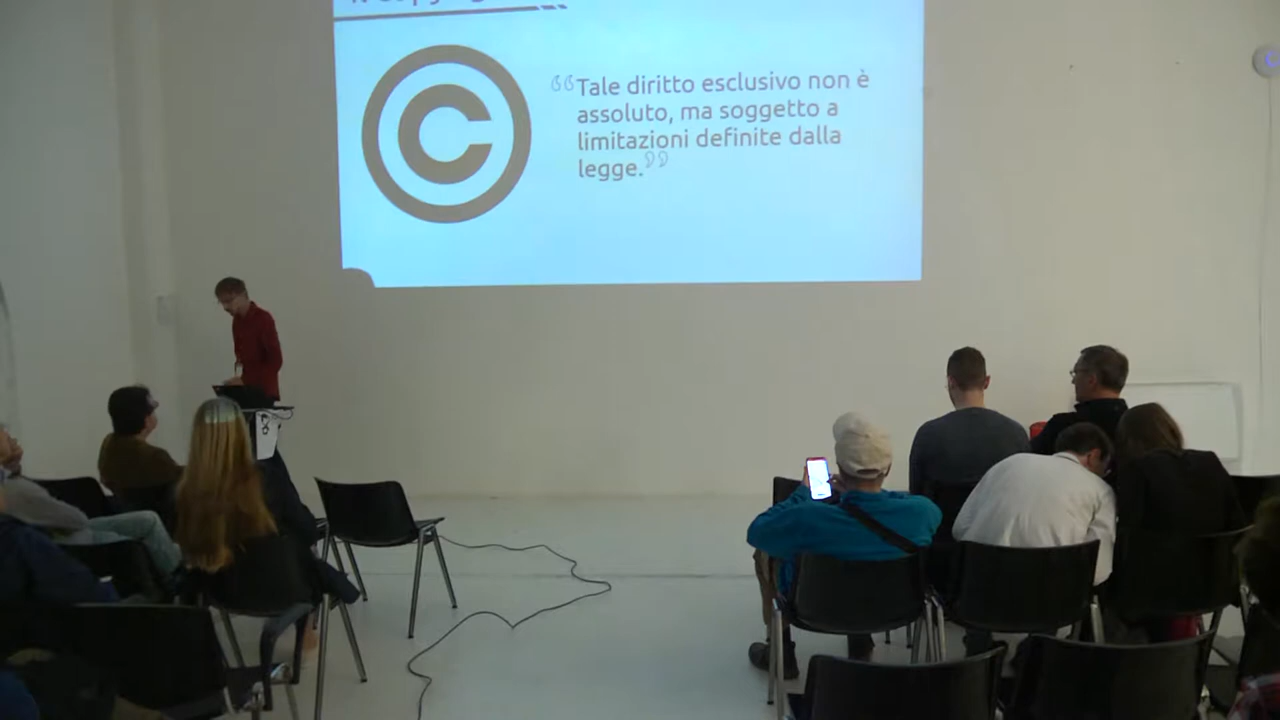 “Tale diritto esclusivo non è
assoluto, ma soggetto a
limitazioni definite dalla
legge.”